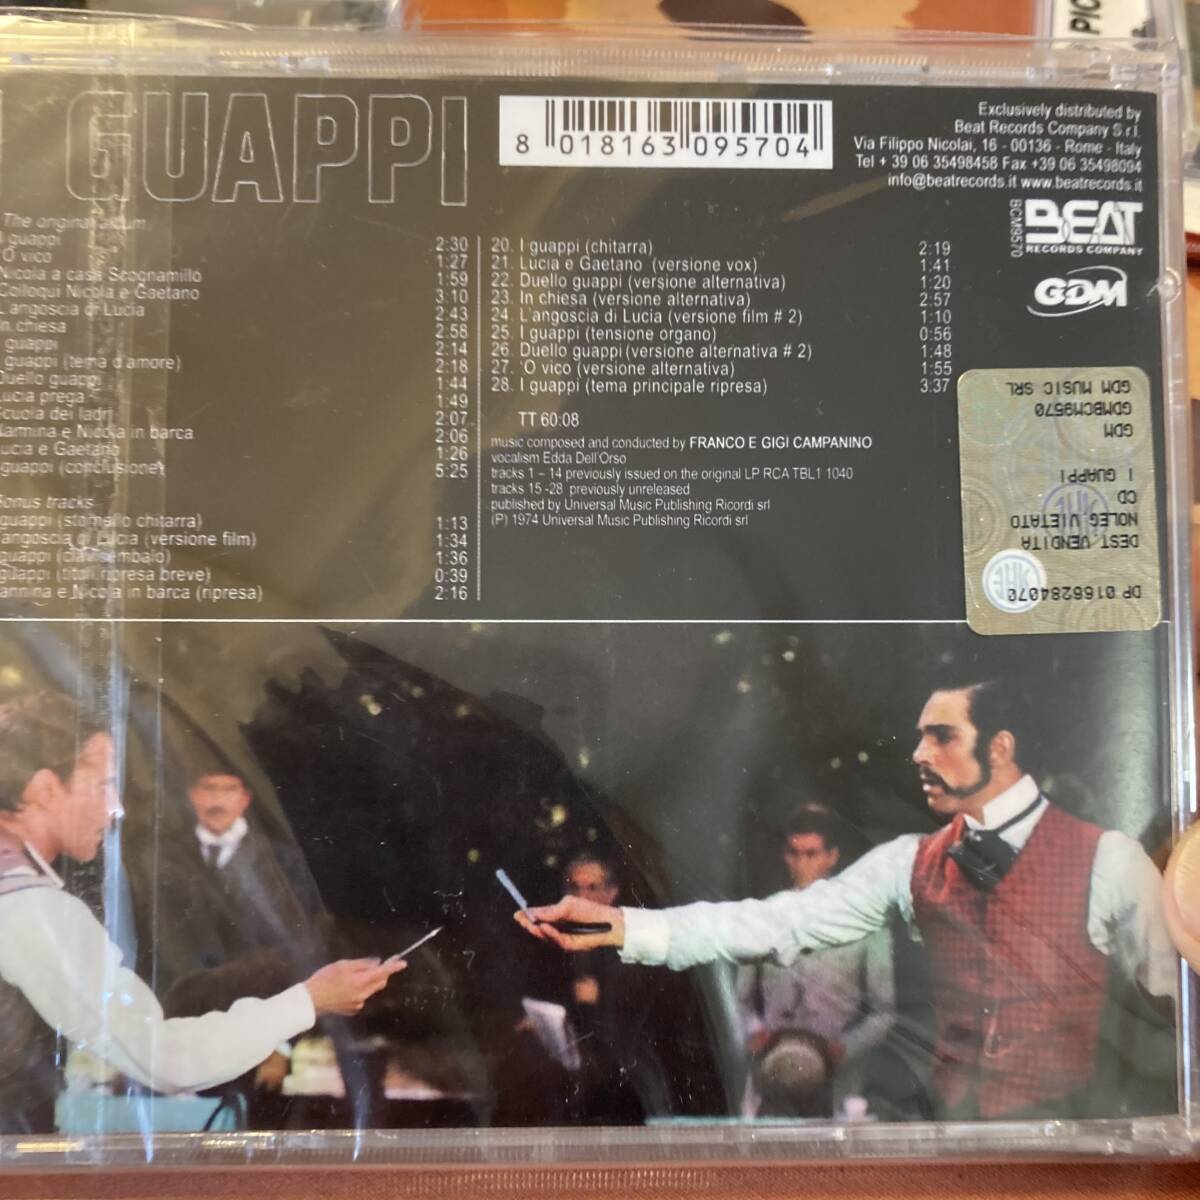 I GUAPPI
8 018163 095704
Exclusively distributed by
Beat Records Company S.r.l.
Via Filippo Nicolai, 16 - 00136 - Rome - Italy
Tel + 39 06 35498458 Fax +39 06 35498094
info@beatrecords.it www.beatrecords.it
BCM9570
BEAT
RECORDS COMPANY
GDM
The original album
I guappi 2:30
'O vico 1:27
Nicola a casa Scognamillo 1:59
Colloqui Nicola e Gaetano 3:10
L'angoscia di Lucia 2:43
In chiesa 2:58
guappi 2:14
guappi (tema d'amore) 2:18
Duello guappi 1:44
Lucia prega 1:49
Scuola dei ladri 2:07
Nannina e Nicola in barca 2:06
Lucia e Gaetano 1:26
guappi (conclusione) 5:25
Bonus tracks
guappi (stornello chitarra) 1:13
'angoscia di Lucia (versione film) 1:34
guappi (clavicembalo) 1:36
guappi (titoli ripresa breve) 0:39
annina e Nicola in barca (ripresa) 2:16
20. I guappi (chitarra) 2:19
21. Lucia e Gaetano (versione vox) 1:41
22. Duello guappi (versione alternativa) 1:20
23. In chiesa (versione alternativa) 2:57
24. L'angoscia di Lucia (versione film # 2) 1:10
25. I guappi (tensione organo) 0:56
26. Duello guappi (versione alternativa # 2) 1:48
27. 'O vico (versione alternativa) 1:55
28. I guappi (tema principale ripresa) 3:37
TT 60:08
music composed and conducted by FRANCO E GIGI CAMPANINO
vocalism Edda Dell'Orso
tracks 1 – 14 previously issued on the original LP RCA TBL1 1040
tracks 15 -28 previously unreleased
published by Universal Music Publishing Ricordi srl
(P) 1974 Universal Music Publishing Ricordi srl
DP 0166284070
DEST VENDITA
NOLEG VIETATO
CD
I GUAPPI
GDM
GDMBCM9570
GDM MUSIC SRL
SIAE
PIC